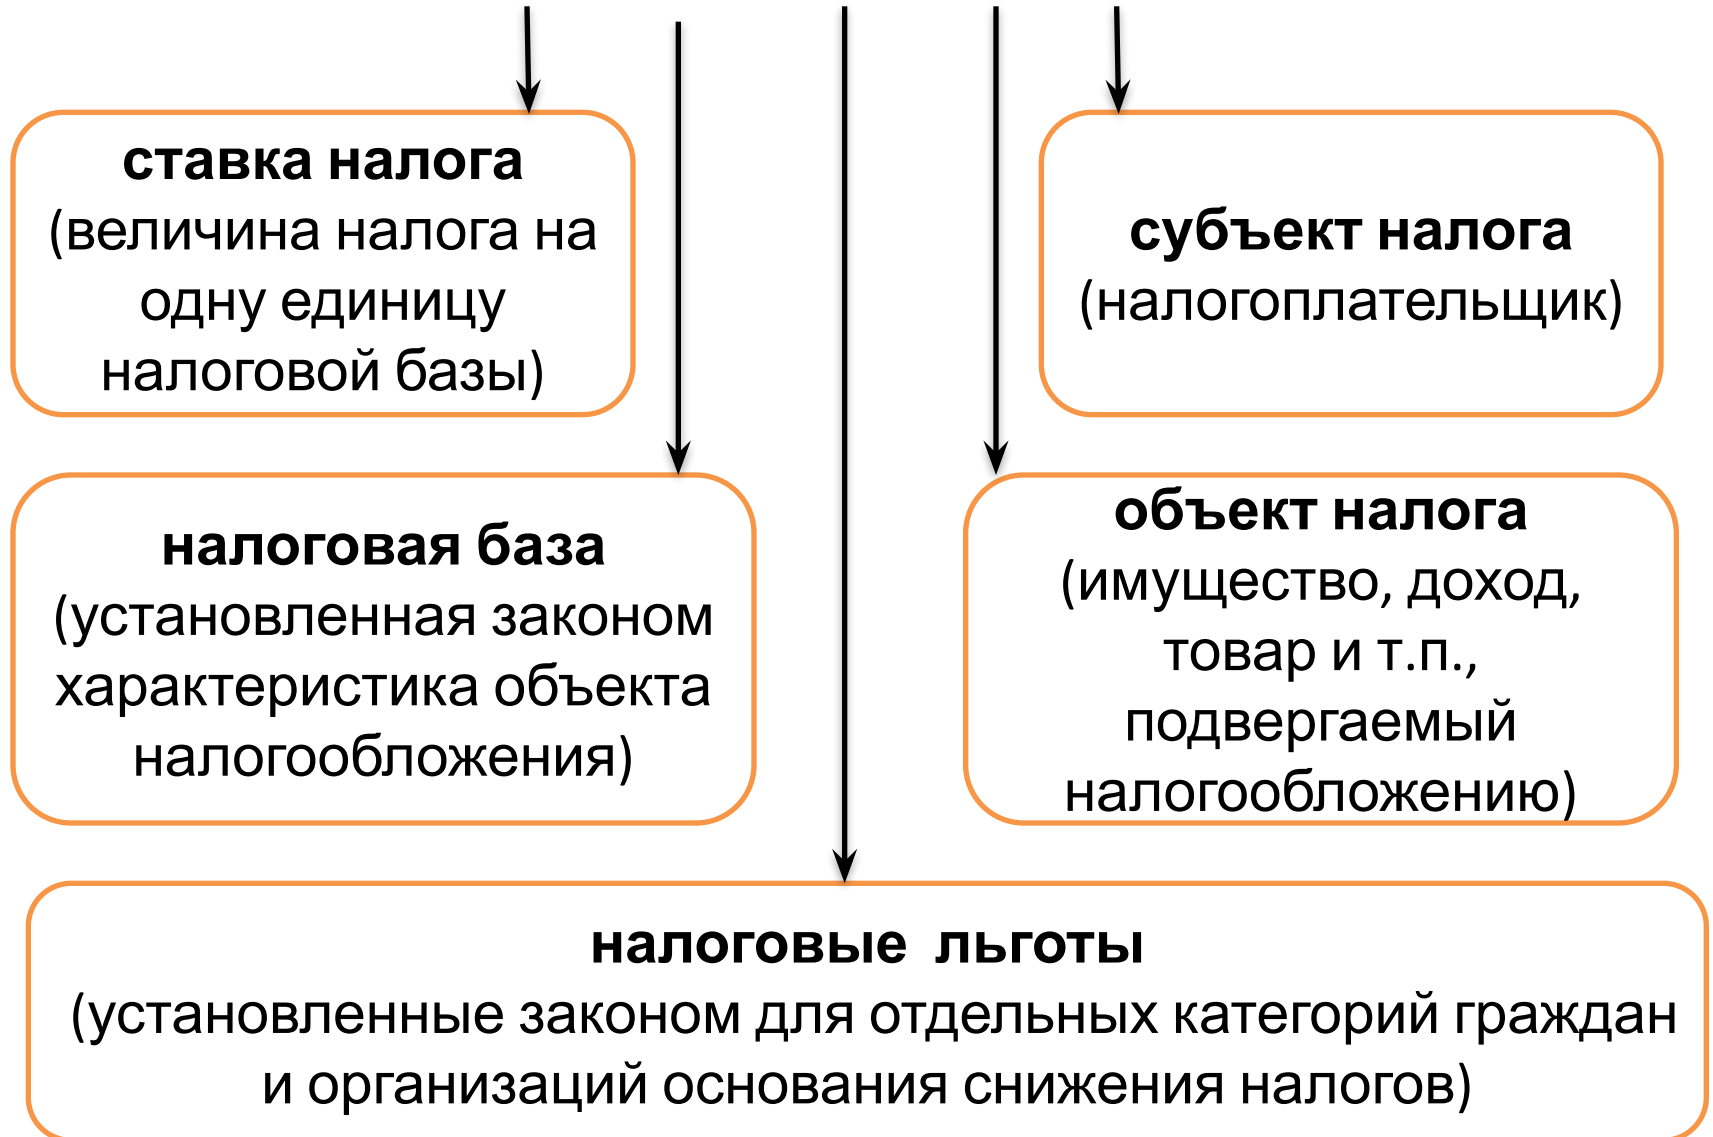 ставка налога
(величина налога на
одну единицу
налоговой базы)
субъект налога
(налогоплательщик)
налоговая база
(установленная законом
характеристика объекта
налогообложения)
объект налога
(имущество, доход,
товар и т.п.,
подвергаемый
налогообложению)
налоговые льготы
(установленные законом для отдельных категорий граждан
и организаций основания снижения налогов)